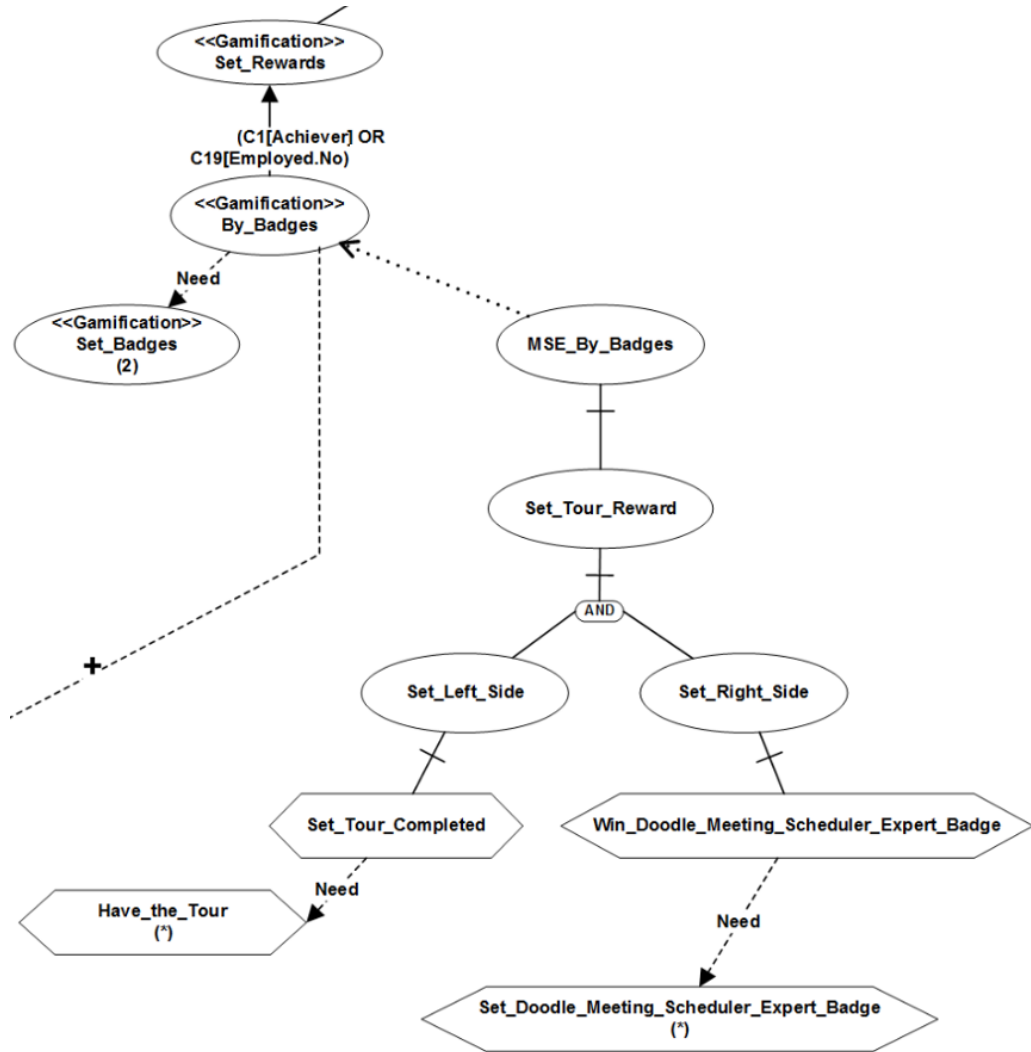 <<Gamification>>
Set_Rewards
(C1[Achiever] OR
C19[Employed.No)
<<Gamification>>
By_Badges
Need
<<Gamification>>
Set_Badges
(2)
MSE_By_Badges
Set_Tour_Reward
AND
+
Set_Left_Side
Set_Right_Side
Set_Tour_Completed
Win_Doodle_Meeting_Scheduler_Expert_Badge
Need
Have_the_Tour
(*)
Need
Set_Doodle_Meeting_Scheduler_Expert_Badge
(*)